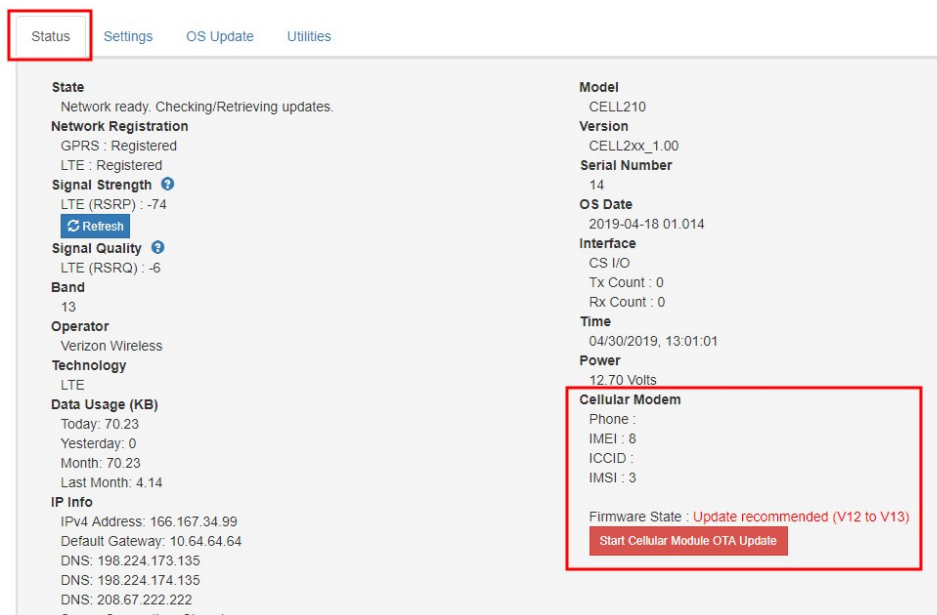 Status Settings OS Update Utilities
State
Network ready. Checking/Retrieving updates.
Network Registration
GPRS : Registered
LTE : Registered
Signal Strength ?
LTE (RSRP) : -74
Refresh
Signal Quality ?
LTE (RSRQ) : -6
Band
13
Operator
Verizon Wireless
Technology
LTE
Data Usage (KB)
Today: 70.23
Yesterday: 0
Month: 70.23
Last Month: 4.14
IP Info
IPv4 Address: 166.167.34.99
Default Gateway: 10.64.64.64
DNS: 198.224.173.135
DNS: 198.224.174.135
DNS: 208.67.222.222
Model
CELL210
Version
CELL2xx_1.00
Serial Number
14
OS Date
2019-04-18 01.014
Interface
CS I/O
Tx Count : 0
Rx Count : 0
Time
04/30/2019, 13:01:01
Power
12.70 Volts
Cellular Modem
Phone :
IMEI : 8
ICCID :
IMSI : 3
Firmware State : Update recommended (V12 to V13)
Start Cellular Module OTA Update